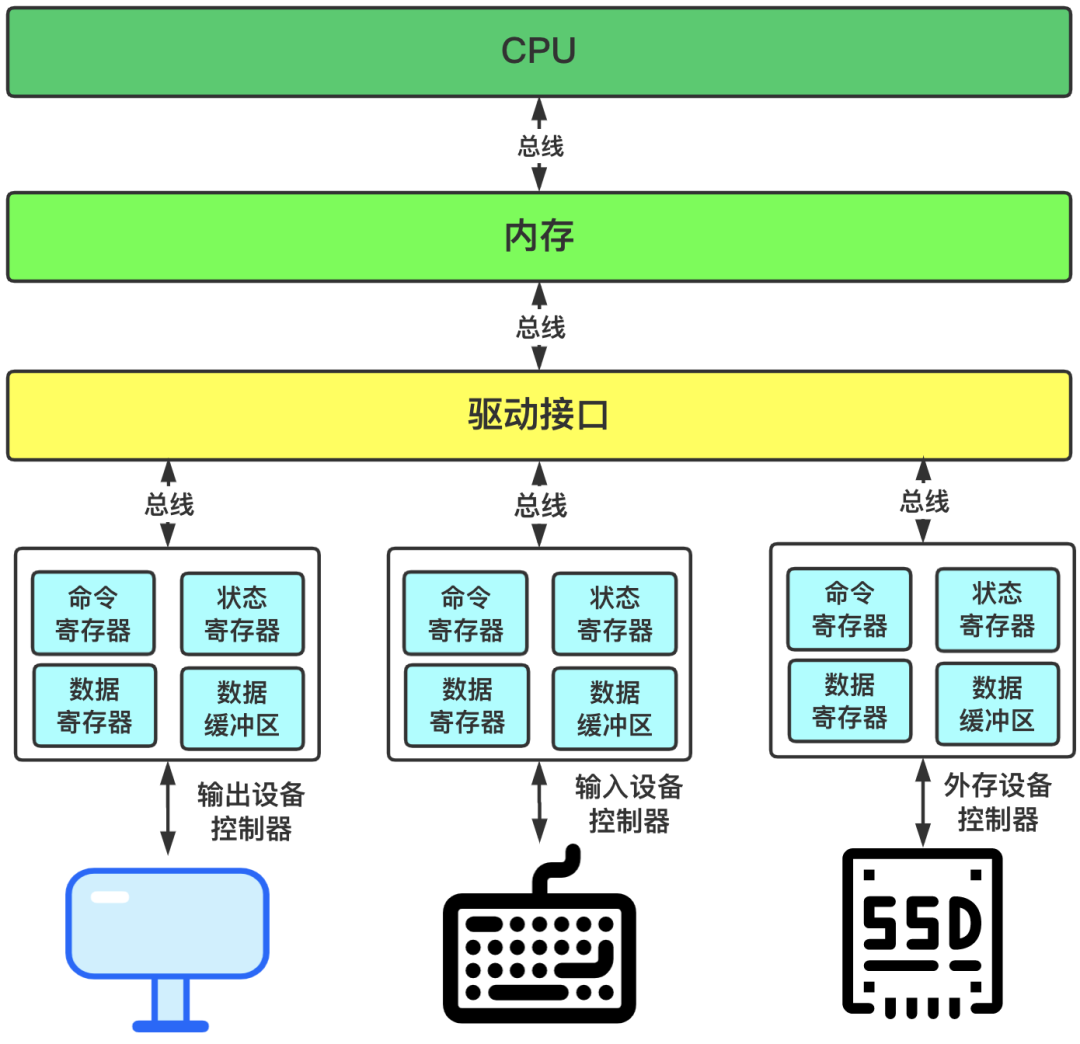 CPU
总线
内存
总线
驱动接口
总线
总线
总线
命令
寄存器
状态
寄存器
数据
寄存器
数据
缓冲区
命令
寄存器
状态
寄存器
数据
寄存器
数据
缓冲区
命令
寄存器
状态
寄存器
数据
寄存器
数据
缓冲区
输出设备
控制器
输入设备
控制器
外存设备
控制器
SSD